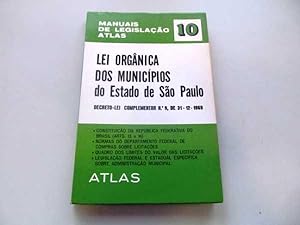 MANUAIS
DE LEGISLAÇÃO
ATLAS
10
LEI ORGÂNICA
DOS MUNICÍPIOS
do Estado de São Paulo
DECRETO-LEI COMPLEMENTAR N.º 9, DE 31-12-1969
• CONSTITUIÇÃO DA REPÚBLICA FEDERATIVA DO
BRASIL (ARTS. 15 e 16)
• NORMAS DO DEPARTAMENTO FEDERAL DE
COMPRAS SOBRE LICITAÇÕES
• QUADRO DOS LIMITES DO VALOR DAS LICITAÇÕES
• LEGISLAÇÃO FEDERAL E ESTADUAL ESPECÍFICA
SOBRE ADMINISTRAÇÃO MUNICIPAL
ATLAS